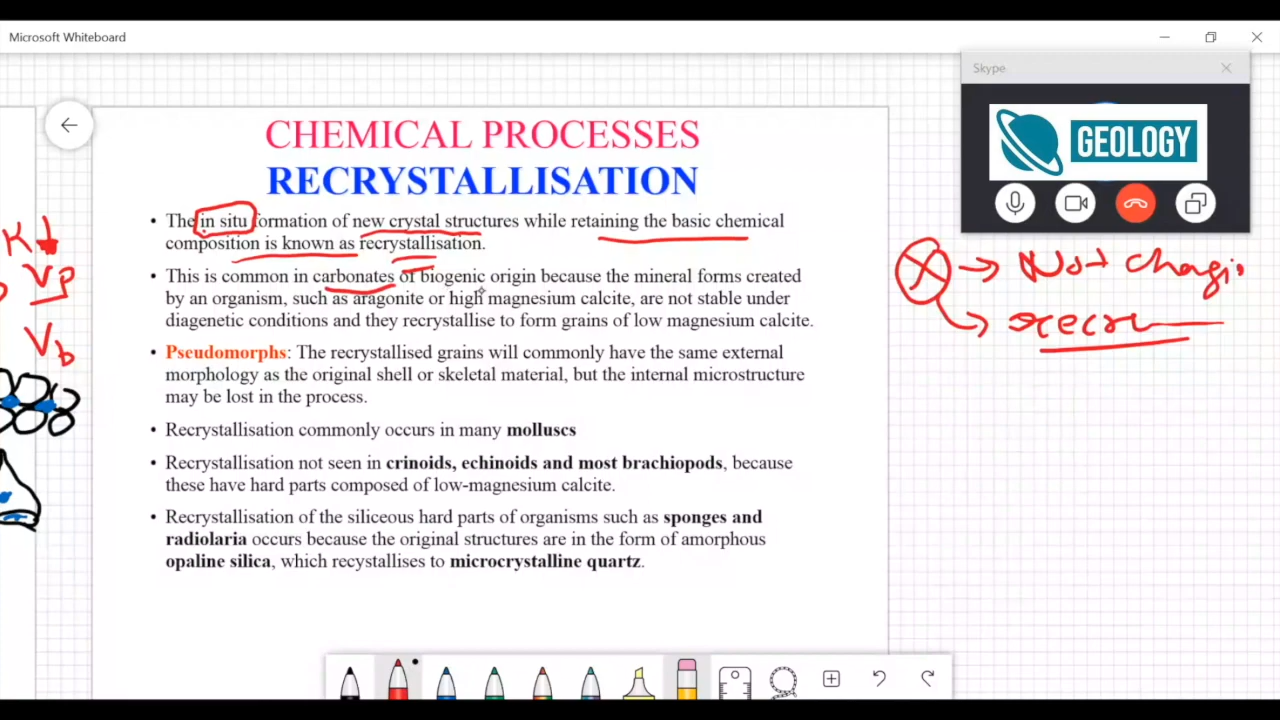 Microsoft Whiteboard
Skype
GEOLOGY
CHEMICAL PROCESSES
RECRYSTALLISATION
• The in situ formation of new crystal structures while retaining the basic chemical
composition is known as recrystallisation.
• This is common in carbonates of biogenic origin because the mineral forms created
by an organism, such as aragonite or high magnesium calcite, are not stable under
diagenetic conditions and they recrystallise to form grains of low magnesium calcite.
• Pseudomorphs: The recrystallised grains will commonly have the same external
morphology as the original shell or skeletal material, but the internal microstructure
may be lost in the process.
• Recrystallisation commonly occurs in many molluscs
• Recrystallisation not seen in crinoids, echinoids and most brachiopods, because
these have hard parts composed of low-magnesium calcite.
• Recrystallisation of the siliceous hard parts of organisms such as sponges and
radiolaria occurs because the original structures are in the form of amorphous
opaline silica, which recystallises to microcrystalline quartz.
K
Vp
Vb
X → Not